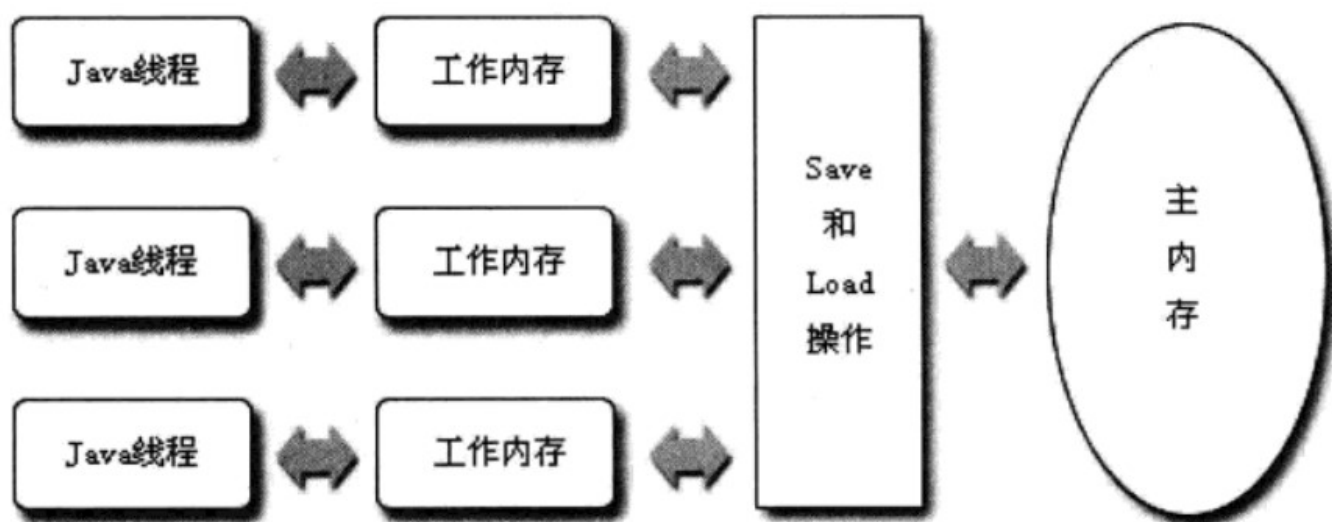 Java线程
工作内存
Java线程
工作内存
Java线程
工作内存
Save
和
Load
操作
主
内
存